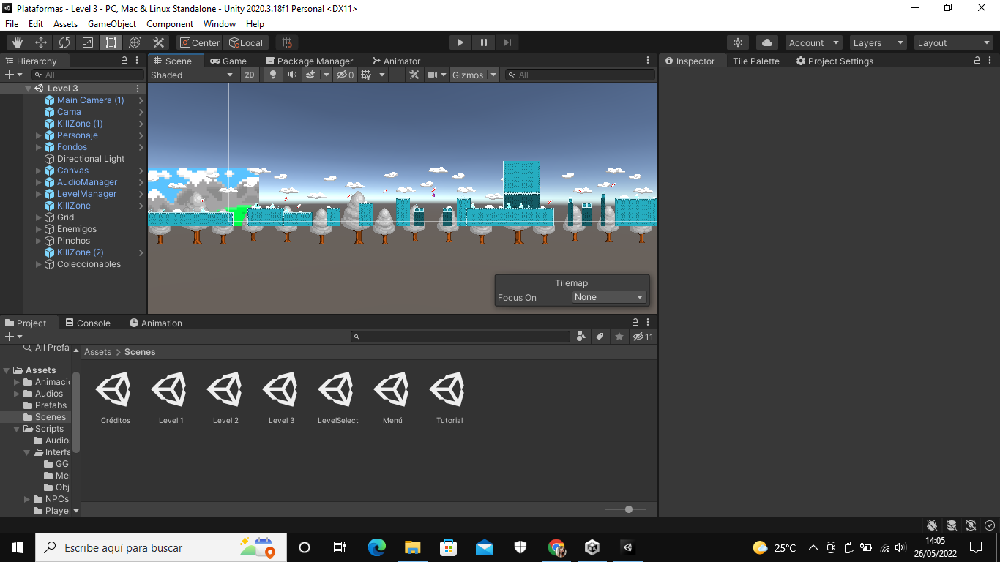 Plataformas - Level 3 - PC, Mac & Linux Standalone - Unity 2020.3.18f1 Personal <DX11>
File Edit Assets GameObject Component Window Help
Center Local Account Layers Layout
Hierarchy
All
Level 3
Main Camera (1)
Cama
KillZone (1)
Personaje
Fondos
Directional Light
Canvas
AudioManager
LevelManager
KillZone
Grid
Enemigos
Pinchos
KillZone (2)
Coleccionables
Scene Game Package Manager Animator
Shaded 2D 0 Gizmos All
Tilemap
Focus On None
Inspector Tile Palette Project Settings
Project Console Animation
11
All Prefa
Assets
Animacio
Audios
Prefabs
Scenes
Scripts
Audios
Interfa
GG
Men
Obj
NPCs
Player
Assets > Scenes
Créditos Level 1 Level 2 Level 3 LevelSelect Menú Tutorial
Escribe aquí para buscar
25°C
14:05
26/05/2022